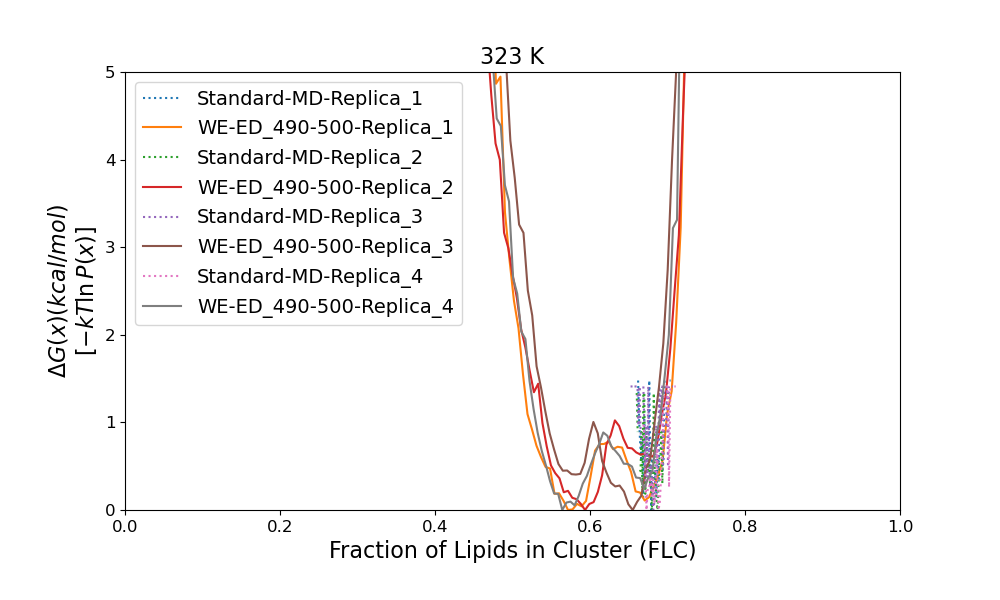 323 K
5
4
3
2
1
0
ΔG(x)(kcal/mol)
[−kTln P(x)]
Standard-MD-Replica_1
WE-ED_490-500-Replica_1
Standard-MD-Replica_2
WE-ED_490-500-Replica_2
Standard-MD-Replica_3
WE-ED_490-500-Replica_3
Standard-MD-Replica_4
WE-ED_490-500-Replica_4
0.0 0.2 0.4 0.6 0.8 1.0
Fraction of Lipids in Cluster (FLC)